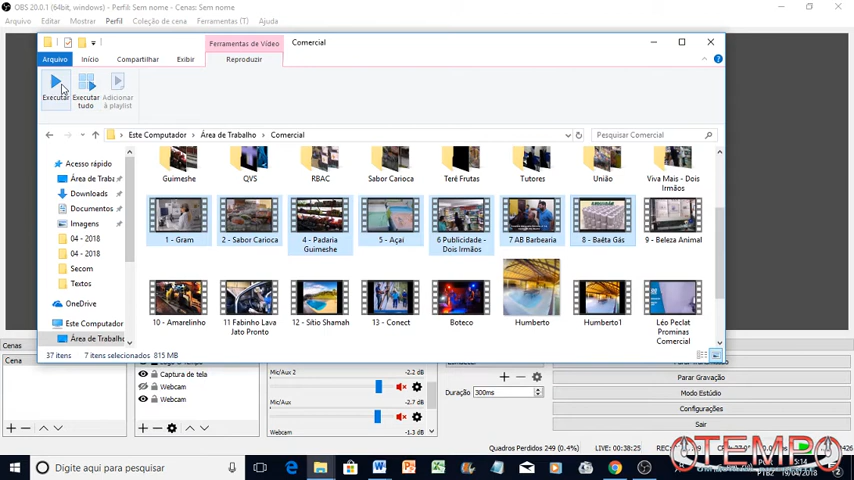 OBS 20.0.1 (64bit, windows) - Perfil: Sem nome - Cenas: Sem nome
Arquivo Editar Mostrar Perfil Coleção de cena Ferramentas (T) Ajuda
Ferramentas de Vídeo Comercial
Arquivo Início Compartilhar Exibir Reproduzir
Executar Executar tudo Adicionar à playlist
Este Computador Área de Trabalho Comercial Pesquisar Comercial
Acesso rápido
Área de Traba
Downloads
Documentos
Imagens
04 - 2018
04 - 2018
Secom
Textos
OneDrive
Este Computador
Área de Trabalho
Guimeshe QVS RBAC Sabor Carioca Teré Frutas Tutores União Viva Mais - Dois Irmãos
1 - Gram 2 - Sabor Carioca 4 - Padaria Guimeshe 5 - Açai 6 Publicidade - Dois Irmãos 7 AB Barbearia 8 - Baêta Gás 9 - Beleza Animal
10 - Amarelinho 11 Fabinho Lava Jato Pronto 12 - Sítio Shamah 13 - Conect Boteco Humberto Humberto1 Léo Peclat Prominas Comercial
37 itens 7 itens selecionados 815 MB
Cenas
Cena
Captura de tela
Webcam
Webcam
Mic/Aux 2 -2.2 dB
Mic/Aux -2.7 dB
Webcam -1.3 dB
Duração 300ms
Parar Gravação
Modo Estúdio
Configurações
Sair
Quadros Perdidos 249 (0.4%) LIVE: 00:38:25
Digite aqui para pesquisar
OTEMPO
19/04/2018